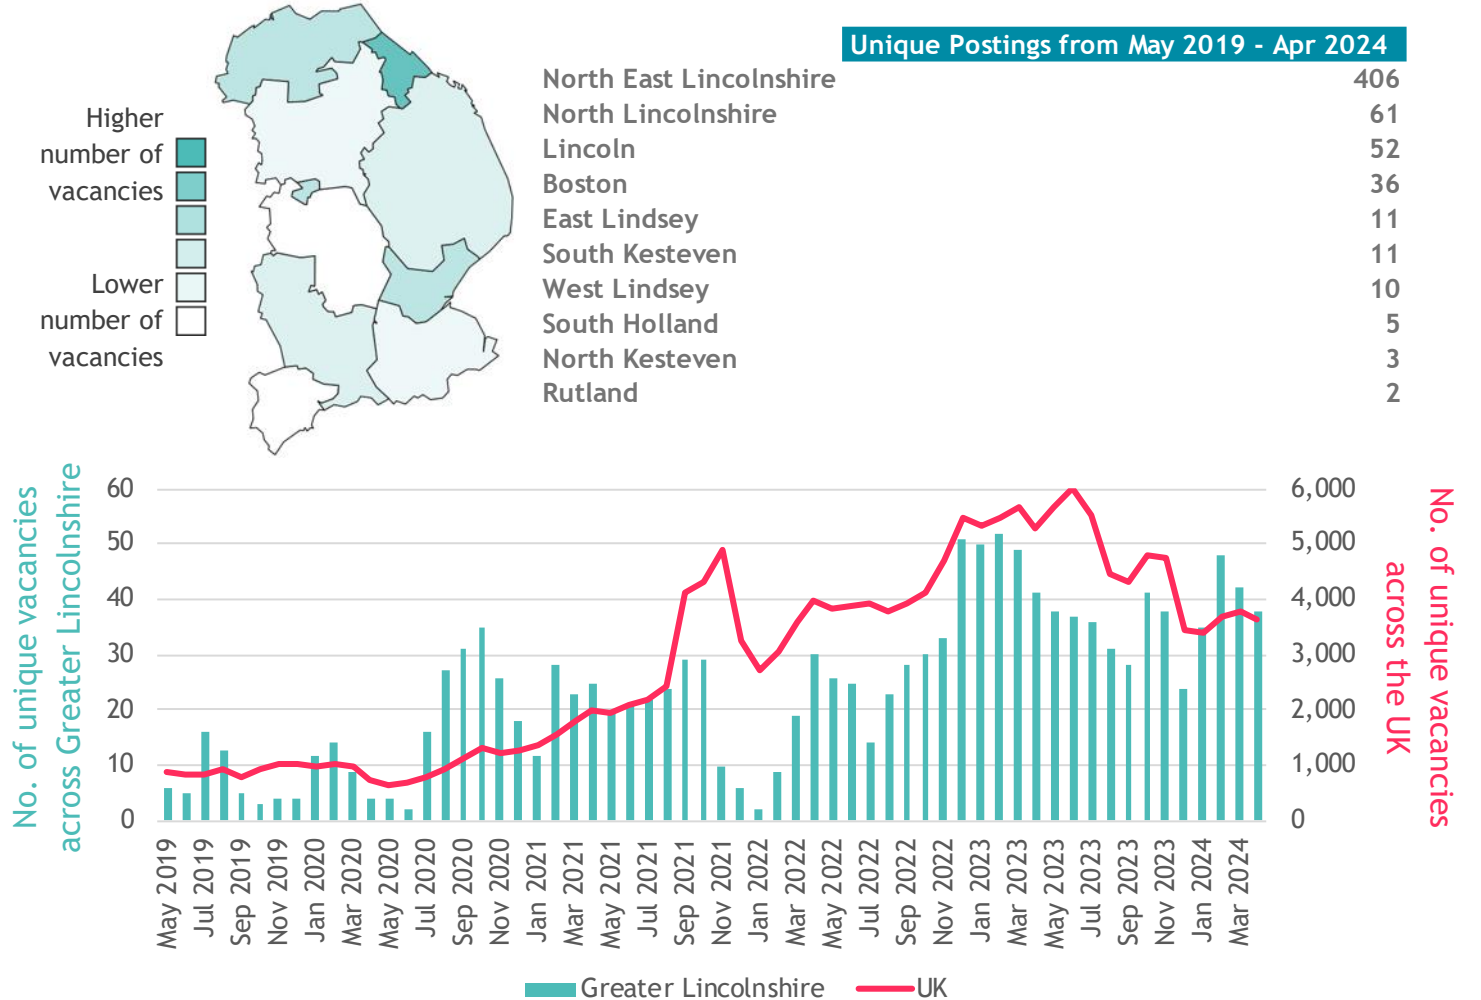 Higher
number of
vacancies
Lower
number of
vacancies
Unique Postings from May 2019 - Apr 2024
North East Lincolnshire 406
North Lincolnshire 61
Lincoln 52
Boston 36
East Lindsey 11
South Kesteven 11
West Lindsey 10
South Holland 5
North Kesteven 3
Rutland 2
No. of unique vacancies
across Greater Lincolnshire
60
50
40
30
20
10
0
6,000
5,000
4,000
3,000
2,000
1,000
0
No. of unique vacancies
across the UK
May 2019
Jul 2019
Sep 2019
Nov 2019
Jan 2020
Mar 2020
May 2020
Jul 2020
Sep 2020
Nov 2020
Jan 2021
Mar 2021
May 2021
Jul 2021
Sep 2021
Nov 2021
Jan 2022
Mar 2022
May 2022
Jul 2022
Sep 2022
Nov 2022
Jan 2023
Mar 2023
May 2023
Jul 2023
Sep 2023
Nov 2023
Jan 2024
Mar 2024
Greater Lincolnshire
UK